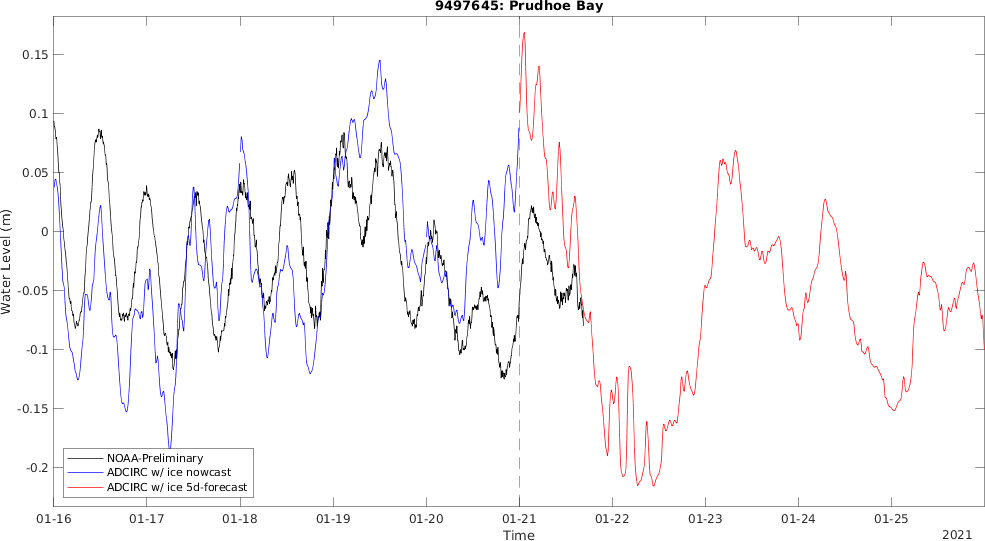 9497645: Prudhoe Bay
Water Level (m)
0.15
0.1
0.05
0
-0.05
-0.1
-0.15
-0.2
NOAA-Preliminary
ADCIRC w/ ice nowcast
ADCIRC w/ ice 5d-forecast
01-16 01-17 01-18 01-19 01-20 01-21 01-22 01-23 01-24 01-25
Time
2021